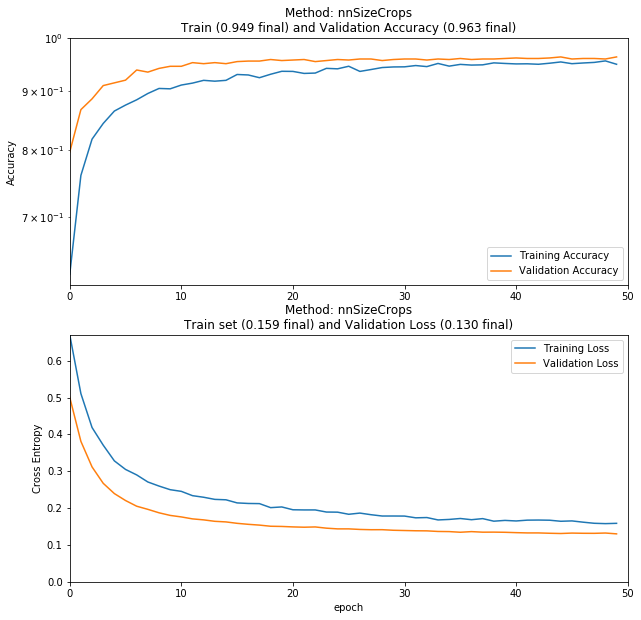 Method: nnSizeCrops
Train (0.949 final) and Validation Accuracy (0.963 final)
10⁰
9 × 10⁻¹
8 × 10⁻¹
7 × 10⁻¹
Accuracy
Training Accuracy
Validation Accuracy
0 10 20 30 40 50
Method: nnSizeCrops
Train set (0.159 final) and Validation Loss (0.130 final)
0.6
0.5
0.4
0.3
0.2
0.1
0.0
Cross Entropy
Training Loss
Validation Loss
0 10 20 30 40 50
epoch